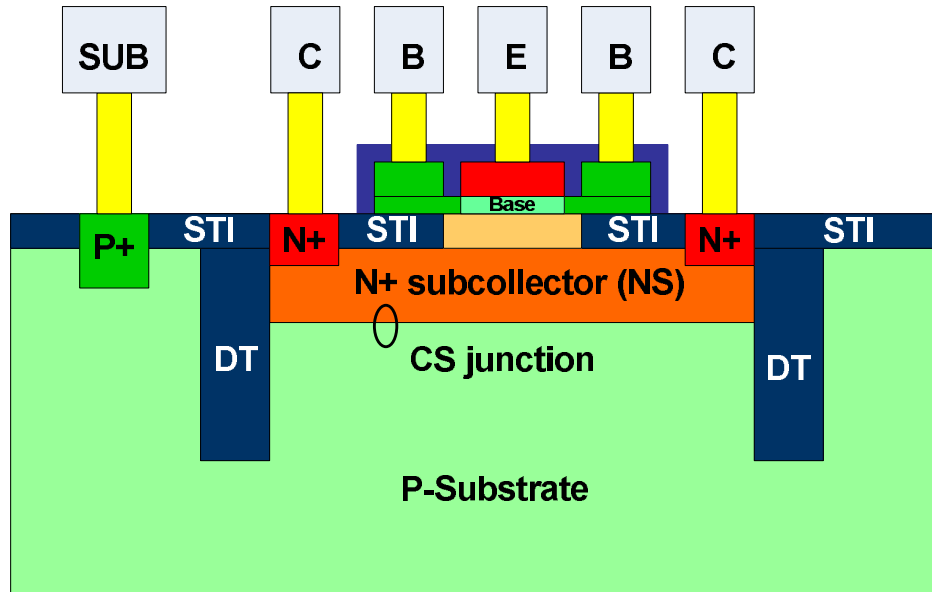 SUB
C
B
E
B
C
Base
STI
STI
STI
STI
P+
N+
N+
N+ subcollector (NS)
CS junction
DT
DT
P-Substrate